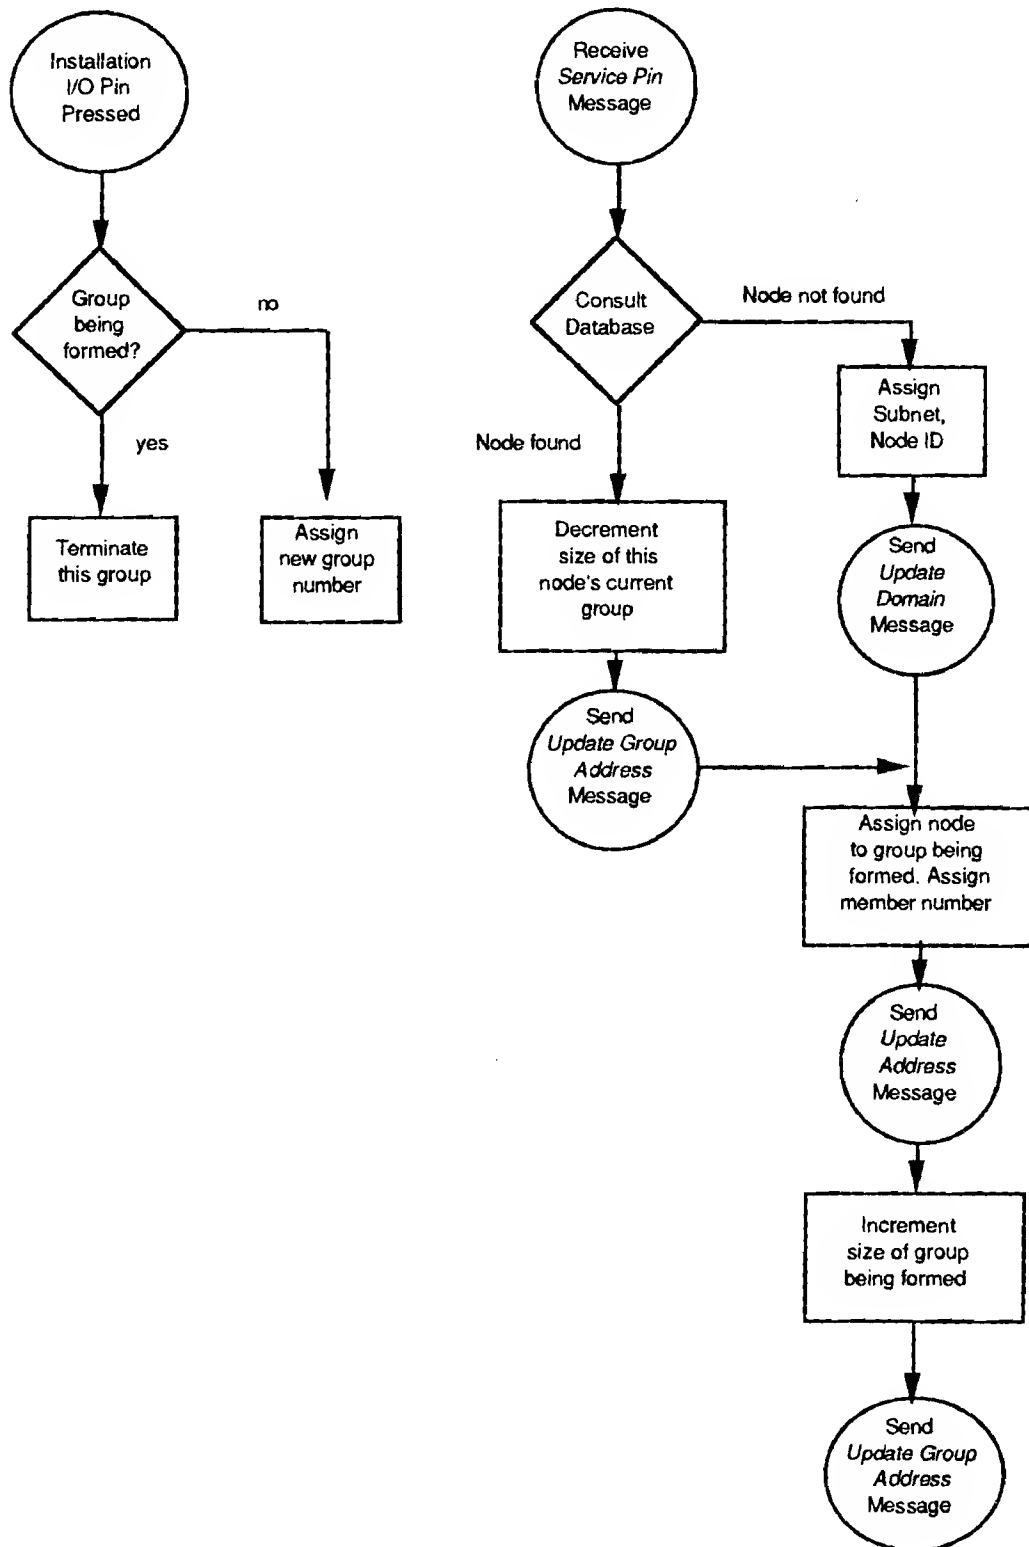 Installation
I/O Pin
Pressed
Group
being
formed?
no
yes
Terminate
this group
Assign
new group
number
Receive
Service Pin
Message
Consult
Database
Node not found
Node found
Assign
Subnet,
Node ID
Decrement
size of this
node's current
group
Send
Update
Domain
Message
Send
Update Group
Address
Message
Assign node
to group being
formed. Assign
member number
Send
Update
Address
Message
Increment
size of group
being formed
Send
Update Group
Address
Message